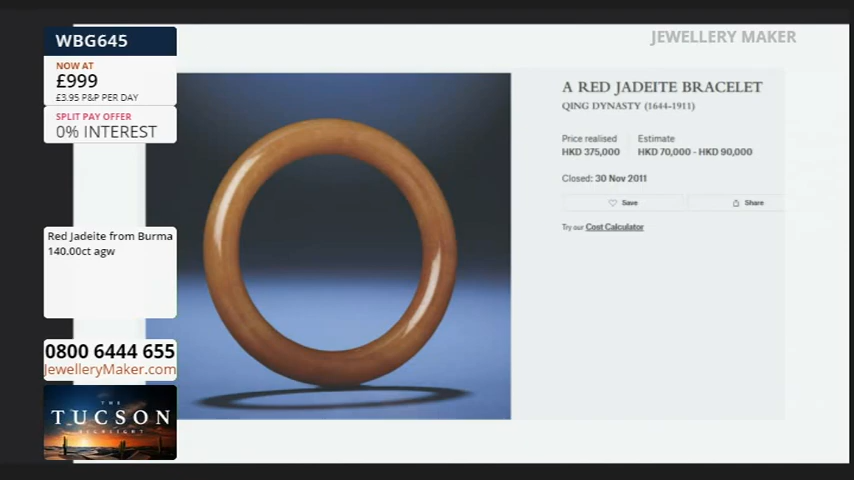 WBG645
NOW AT
£999
£3.95 P&P PER DAY
SPLIT PAY OFFER
0% INTEREST
Red Jadeite from Burma
140.00ct agw
0800 6444 655
JewelleryMaker.com
THE
TUCSON
HIGHLIGHT
JEWELLERY MAKER
A RED JADEITE BRACELET
QING DYNASTY (1644-1911)
Price realised Estimate
HKD 375,000 HKD 70,000 - HKD 90,000
Closed: 30 Nov 2011
Save Share
Try our Cost Calculator